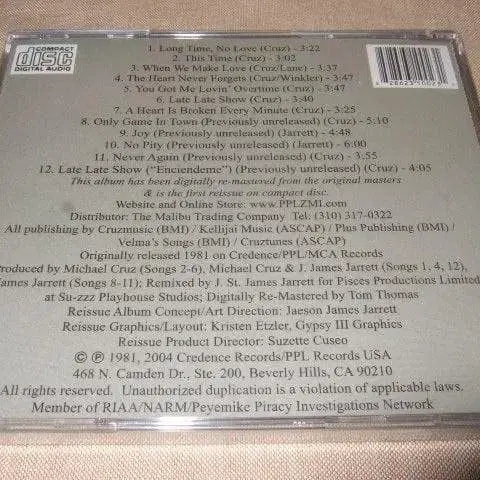 COMPACT
disc
DIGITAL AUDIO
1. Long Time, No Love (Cruz) - 3:22
2. This Time (Cruz) - 3:02
3. When We Make Love (Cruz/Lane) - 3:37
4. The Heart Never Forgets (Cruz/Winkler) - 3:47
5. You Got Me Lovin' Overtime (Cruz) - 3:47
6. Late Late Show (Cruz) - 3:40
7. A Heart Is Broken Every Minute (Cruz) - 3:25
8. Only Game In Town (Previously unreleased) (Cruz) - 5:10
9. Joy (Previously unreleased) (Jarrett) - 4:48
10. No Pity (Previously unreleased) (Jarrett) - 6:00
11. Never Again (Previously unreleased) (Cruz) - 3:55
12. Late Late Show ("Enciendeme") (Previously unreleased) (Cruz) - 4:05
This album has been digitally re-mastered from the original masters
& is the first reissue on compact disc.
Website and Online Store: www.PPLZMI.com
Distributor: The Malibu Trading Company Tel: (310) 317-0322
All publishing by Cruzmusic (BMI) / Kellijai Music (ASCAP) / Plus Publishing (BMI) /
Velma's Songs (BMI) / Cruztunes (ASCAP)
Originally released 1981 on Credence/PPL/MCA Records
Produced by Michael Cruz (Songs 2-6), Michael Cruz & J. James Jarrett (Songs 1, 4, 12),
James Jarrett (Songs 8-11); Remixed by J. St. James Jarrett for Pisces Productions Limited
at Su-zzz Playhouse Studios; Digitally Re-Mastered by Tom Thomas
Reissue Album Concept/Art Direction: Jaeson James Jarrett
Reissue Graphics/Layout: Kristen Etzler, Gypsy III Graphics
Reissue Product Director: Suzette Cuseo
© ℗ 1981, 2004 Credence Records/PPL Records USA
468 N. Camden Dr., Ste. 200, Beverly Hills, CA 90210
All rights reserved. Unauthorized duplication is a violation of applicable laws.
Member of RIAA/NARM/Peyemike Piracy Investigations Network